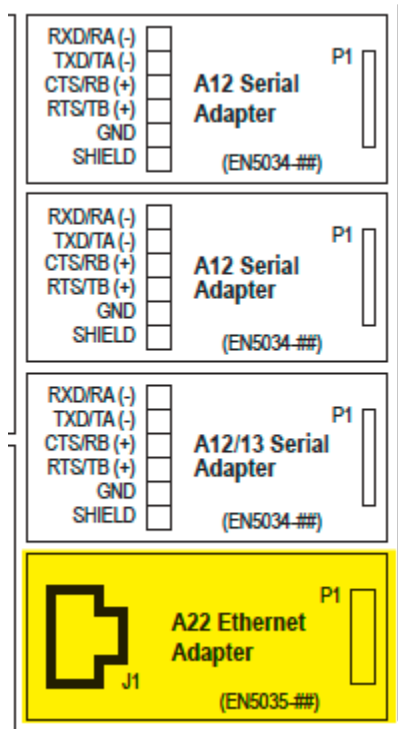 RXD/RA (-)
TXD/TA (-)
CTS/RB (+)
RTS/TB (+)
GND
SHIELD
A12 Serial
Adapter
(EN5034-##)
P1
RXD/RA (-)
TXD/TA (-)
CTS/RB (+)
RTS/TB (+)
GND
SHIELD
A12 Serial
Adapter
(EN5034-##)
P1
RXD/RA (-)
TXD/TA (-)
CTS/RB (+)
RTS/TB (+)
GND
SHIELD
A12/13 Serial
Adapter
(EN5034-##)
P1
J1
A22 Ethernet
Adapter
(EN5035-##)
P1